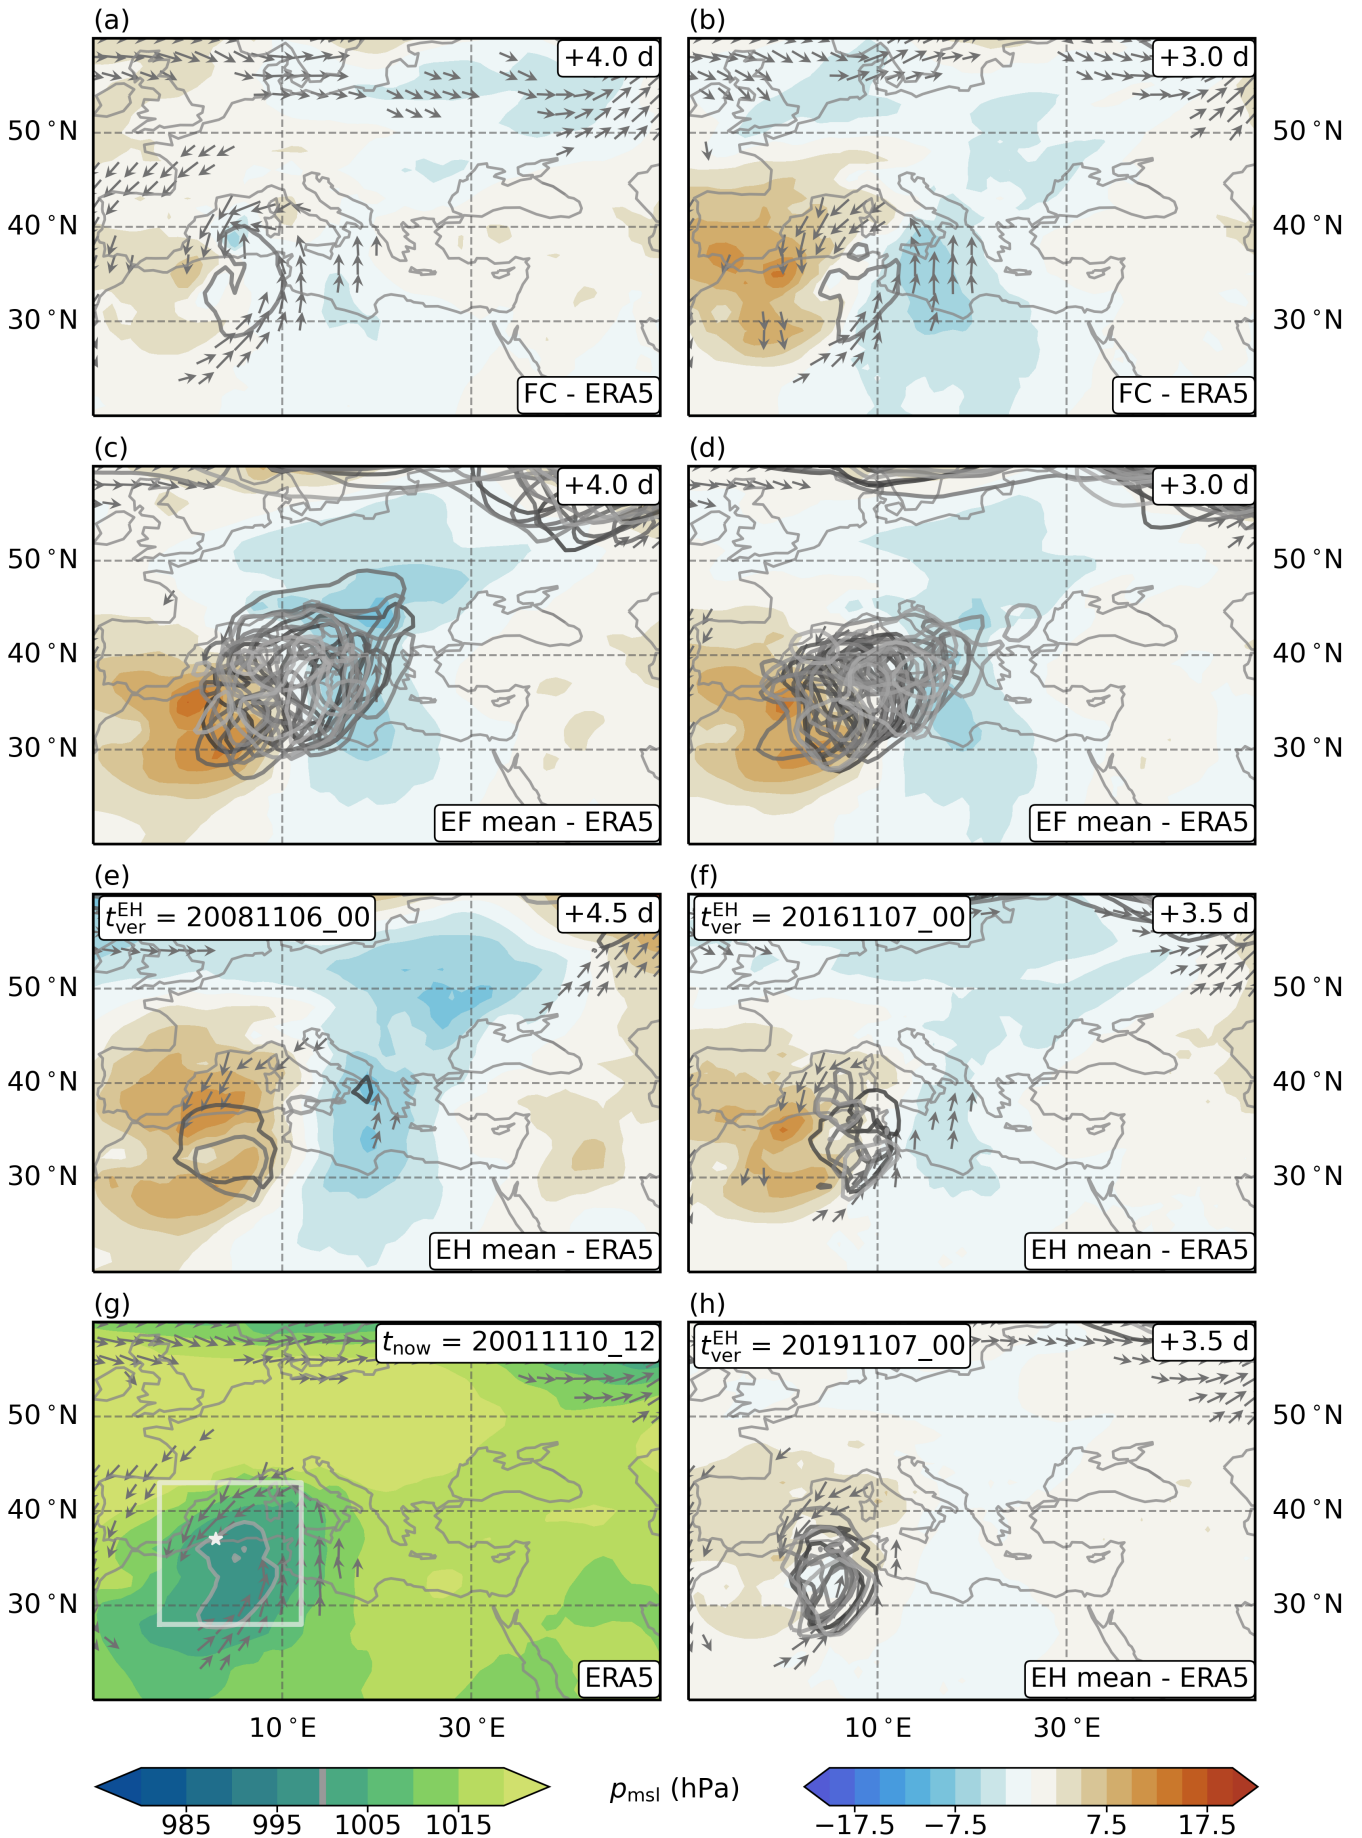 (a)
(b)
+4.0 d
+3.0 d
50 °N
50 °N
40 °N
40 °N
30 °N
30 °N
FC - ERA5
FC - ERA5
(c)
(d)
+4.0 d
+3.0 d
50 °N
50 °N
40 °N
40 °N
30 °N
30 °N
EF mean - ERA5
EF mean - ERA5
(e)
(f)
t_ver^EH = 20081106_00
+4.5 d
t_ver^EH = 20161107_00
+3.5 d
50 °N
50 °N
40 °N
40 °N
30 °N
30 °N
EH mean - ERA5
EH mean - ERA5
(g)
(h)
t_now = 20011110_12
t_ver^EH = 20191107_00
+3.5 d
50 °N
50 °N
40 °N
40 °N
30 °N
30 °N
ERA5
EH mean - ERA5
10 °E
30 °E
10 °E
30 °E
p_msl (hPa)
985
995
1005
1015
−17.5
−7.5
7.5
17.5